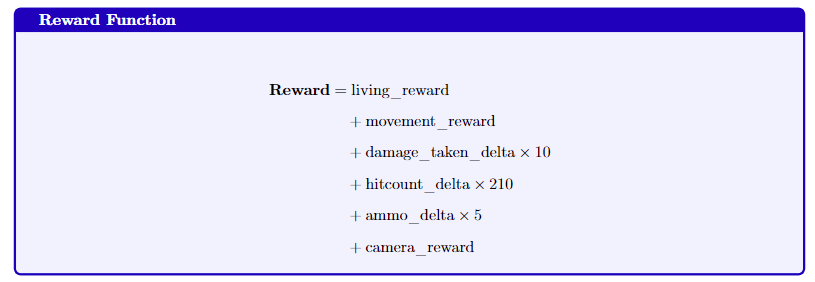 Reward Function
Reward = living_reward
+ movement_reward
+ damage_taken_delta × 10
+ hitcount_delta × 210
+ ammo_delta × 5
+ camera_reward